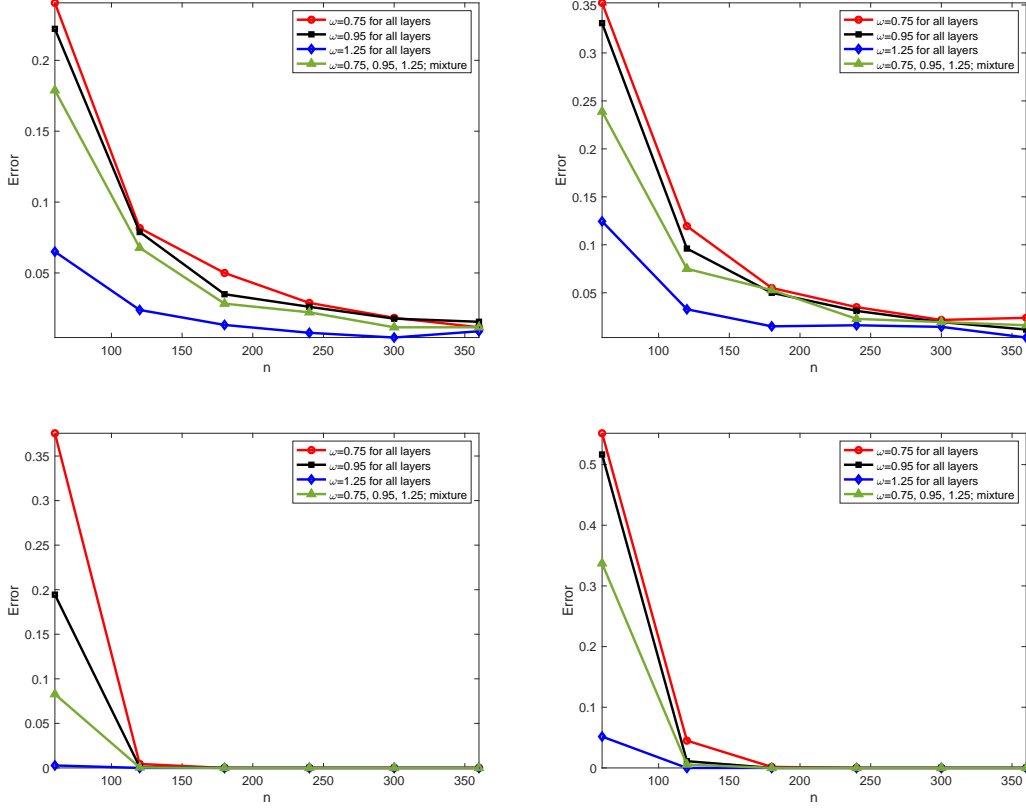 ω=0.75 for all layers
ω=0.95 for all layers
ω=1.25 for all layers
ω=0.75, 0.95, 1.25; mixture
0.2
0.15
0.1
0.05
Error
100 150 200 250 300 350
n
ω=0.75 for all layers
ω=0.95 for all layers
ω=1.25 for all layers
ω=0.75, 0.95, 1.25; mixture
0.35
0.3
0.25
0.2
0.15
0.1
0.05
Error
100 150 200 250 300 350
n
ω=0.75 for all layers
ω=0.95 for all layers
ω=1.25 for all layers
ω=0.75, 0.95, 1.25; mixture
0.35
0.3
0.25
0.2
0.15
0.1
0.05
0
Error
100 150 200 250 300 350
n
ω=0.75 for all layers
ω=0.95 for all layers
ω=1.25 for all layers
ω=0.75, 0.95, 1.25; mixture
0.5
0.4
0.3
0.2
0.1
0
Error
100 150 200 250 300 350
n